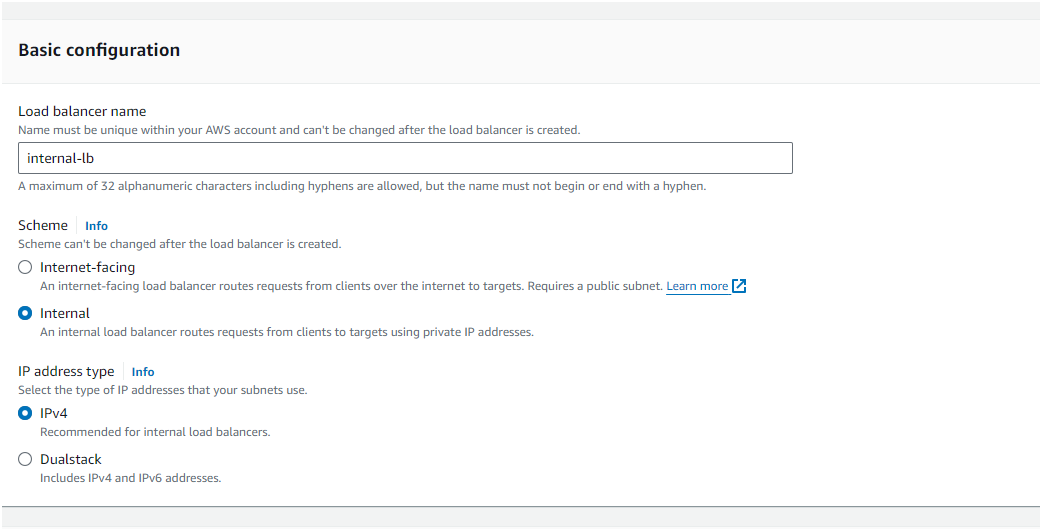 Basic configuration
Load balancer name
Name must be unique within your AWS account and can't be changed after the load balancer is created.
internal-lb
A maximum of 32 alphanumeric characters including hyphens are allowed, but the name must not begin or end with a hyphen.
Scheme Info
Scheme can't be changed after the load balancer is created.
Internet-facing
An internet-facing load balancer routes requests from clients over the internet to targets. Requires a public subnet. Learn more
Internal
An internal load balancer routes requests from clients to targets using private IP addresses.
IP address type Info
Select the type of IP addresses that your subnets use.
IPv4
Recommended for internal load balancers.
Dualstack
Includes IPv4 and IPv6 addresses.